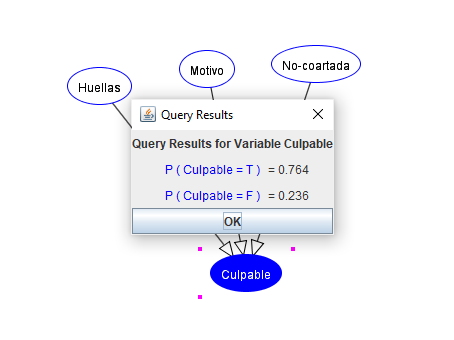 Huellas
Motivo
No-coartada
Query Results
Query Results for Variable Culpable
P ( Culpable = T ) = 0.764
P ( Culpable = F ) = 0.236
OK
Culpable